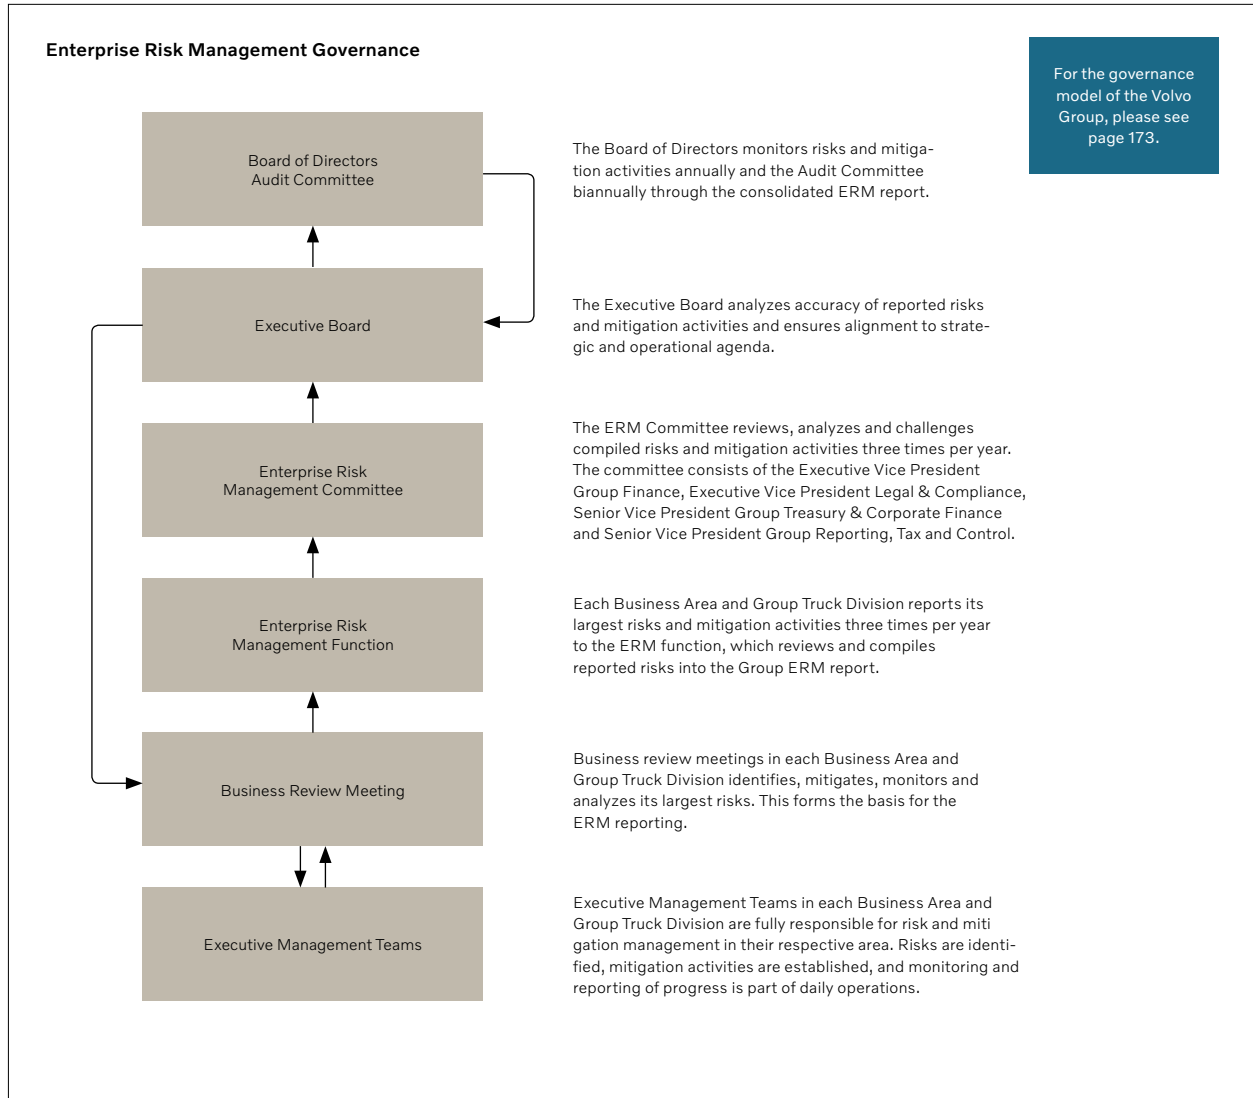 Enterprise Risk Management Governance
For the governance
model of the Volvo
Group, please see
page 173.
Board of Directors
Audit Committee
The Board of Directors monitors risks and mitiga-
tion activities annually and the Audit Committee
biannually through the consolidated ERM report.
Executive Board
The Executive Board analyzes accuracy of reported risks
and mitigation activities and ensures alignment to strate-
gic and operational agenda.
Enterprise Risk
Management Committee
The ERM Committee reviews, analyzes and challenges
compiled risks and mitigation activities three times per year.
The committee consists of the Executive Vice President
Group Finance, Executive Vice President Legal & Compliance,
Senior Vice President Group Treasury & Corporate Finance
and Senior Vice President Group Reporting, Tax and Control.
Enterprise Risk
Management Function
Each Business Area and Group Truck Division reports its
largest risks and mitigation activities three times per year
to the ERM function, which reviews and compiles
reported risks into the Group ERM report.
Business Review Meeting
Business review meetings in each Business Area and
Group Truck Division identifies, mitigates, monitors and
analyzes its largest risks. This forms the basis for the
ERM reporting.
Executive Management Teams
Executive Management Teams in each Business Area and
Group Truck Division are fully responsible for risk and miti
gation management in their respective area. Risks are identi-
fied, mitigation activities are established, and monitoring and
reporting of progress is part of daily operations.